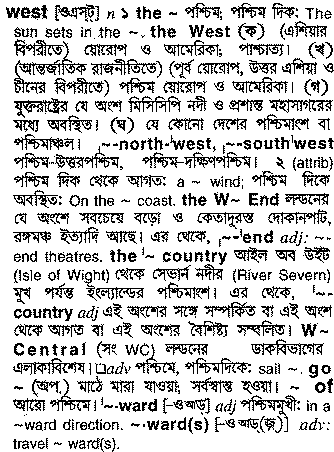 west [ওএস্ট্] n ১ the ~ পশ্চিম; পশ্চিম দিক: The
sun sets in the ~. the West (ক) (এশিয়ার
বিপরীতে) য়োরোপ ও আমেরিকা; পাশ্চাত্য। (খ)
(আন্তর্জাতিক রাজনীতিতে) (পূর্ব য়োরোপ, উত্তর এশিয়া ও
চীনের বিপরীতে) পশ্চিম য়োরোপ ও আমেরিকা। (গ)
যুক্তরাষ্ট্রের যে অংশ মিসিসিপি নদী ও প্রশান্ত মহাসাগরের
মধ্যে অবস্থিত। (ঘ) যে কোনো দেশের পশ্চিমাংশ বা
পশ্চিমাঞ্চল। ˌ~-north-ˈwest, ˌ~-southˈwest
পশ্চিম-উত্তরপশ্চিম, পশ্চিম-দক্ষিণপশ্চিম। ২ (attrib)
পশ্চিম দিক থেকে আগত: a ~ wind; পশ্চিম দিকে
অবস্থিত: On the ~ coast. the W~ End লন্ডনের
যে অংশে সবচেয়ে বড়ো ও কেতাদুরস্ত দোকানপাট,
রঙ্গমঞ্চ ইত্যাদি আছে। এর থেকে, ˌ~-ˈend adj: ~-
end theatres. the ˈ~ country আইল অব উইট
(Isle of Wight) থেকে সেভার্ন নদীর (River Severn)
মুখ পর্যন্ত ইংল্যান্ডের পশ্চিমাংশ। এর থেকে, ˈ~-
country adj এই অংশের সঙ্গে সম্পর্কিত বা এই অংশ
থেকে আগত বা এই অংশের বৈশিষ্ট্য সম্বলিত। W~
Central (সং WC) লন্ডনের ডাকবিভাগের
এলাকাবিশেষ। □adv পশ্চিমে, পশ্চিমদিকে: sail ~. go
~ (অপ.) মাঠে মারা যাওয়া; সর্বস্বান্ত হওয়া। ~ of
আরো পশ্চিমে। ˈ~-ward [-ওআড্] adj পশ্চিমমুখী: in a
~ward direction. ~-ward(s) [-ওআড্(জ্)] adv:
travel ~ ward(s).